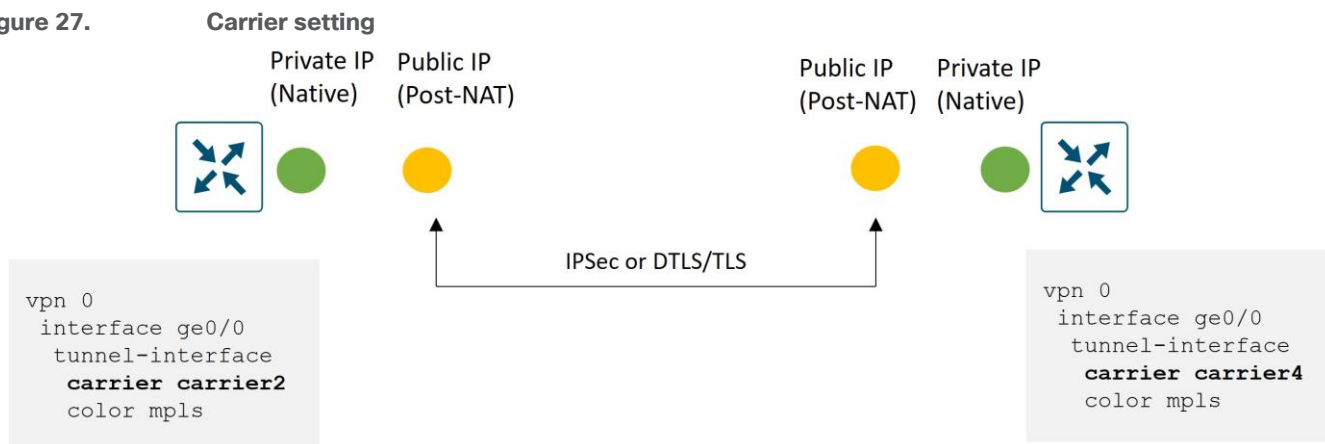 gure 27. Carrier setting
Private IP Public IP
(Native) (Post-NAT)
Public IP Private IP
(Post-NAT) (Native)
IPSec or DTLS/TLS
vpn 0
interface ge0/0
tunnel-interface
carrier carrier2
color mpls
vpn 0
interface ge0/0
tunnel-interface
carrier carrier4
color mpls